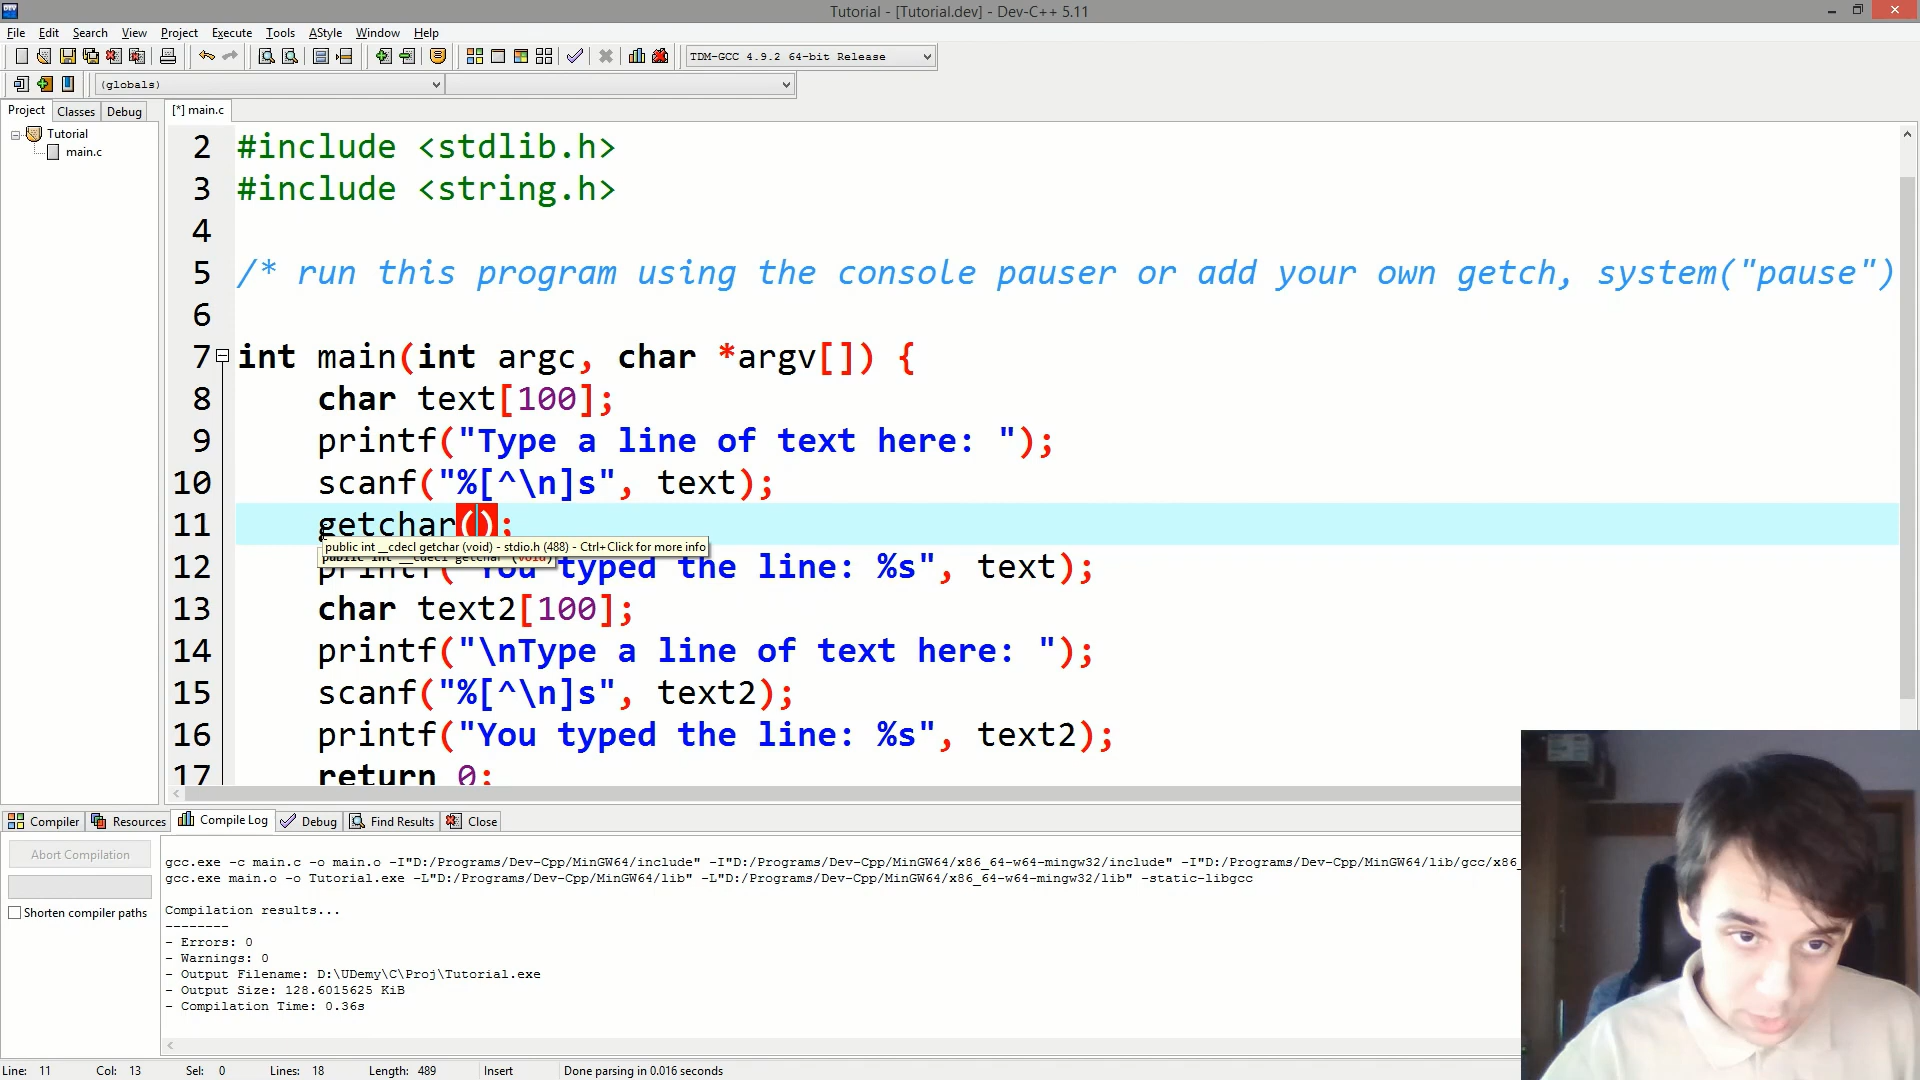 Tutorial - [Tutorial.dev] - Dev-C++ 5.11
File Edit Search View Project Execute Tools AStyle Window Help
TDM-GCC 4.9.2 64-bit Release
(globals)
Project Classes Debug
[*] main.c
Tutorial
main.c
2 #include <stdlib.h>
3 #include <string.h>
4
5 /* run this program using the console pauser or add your own getch, system("pause")
6
7 int main(int argc, char *argv[]) {
8 char text[100];
9 printf("Type a line of text here: ");
10 scanf("%[^\n]s", text);
11 getchar();
public int __cdecl getchar (void) - stdio.h (488) - Ctrl+Click for more info
public int __cdecl getchar (void)
12 printf("You typed the line: %s", text);
13 char text2[100];
14 printf("\nType a line of text here: ");
15 scanf("%[^\n]s", text2);
16 printf("You typed the line: %s", text2);
17 return 0;
Compiler Resources Compile Log Debug Find Results Close
Abort Compilation
Shorten compiler paths
gcc.exe -c main.c -o main.o -I"D:/Programs/Dev-Cpp/MinGW64/include" -I"D:/Programs/Dev-Cpp/MinGW64/x86_64-w64-mingw32/include" -I"D:/Programs/Dev-Cpp/MinGW64/lib/gcc/x86_
gcc.exe main.o -o Tutorial.exe -L"D:/Programs/Dev-Cpp/MinGW64/lib" -L"D:/Programs/Dev-Cpp/MinGW64/x86_64-w64-mingw32/lib" -static-libgcc
Compilation results...
--------
- Errors: 0
- Warnings: 0
- Output Filename: D:\UDemy\C\Proj\Tutorial.exe
- Output Size: 128.6015625 KiB
- Compilation Time: 0.36s
Line: 11 Col: 13 Sel: 0 Lines: 18 Length: 489 Insert Done parsing in 0.016 seconds